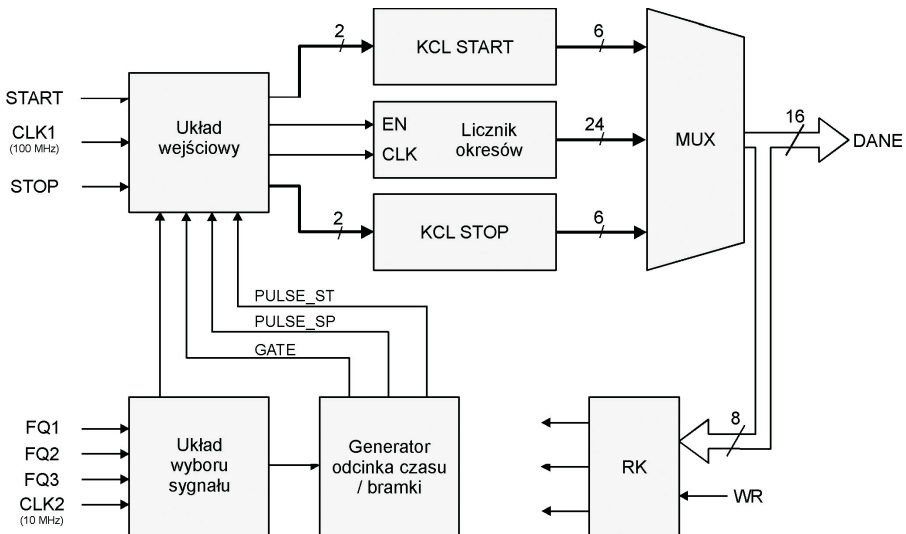 START
CLK1
(100 MHz)
STOP
Układ
wejściowy
2
KCL START
6
EN
CLK
Licznik
okresów
24
2
KCL STOP
6
MUX
16
DANE
PULSE_ST
PULSE_SP
GATE
FQ1
FQ2
FQ3
CLK2
(10 MHz)
Układ
wyboru
sygnału
Generator
odcinka czasu
/ bramki
RK
8
WR